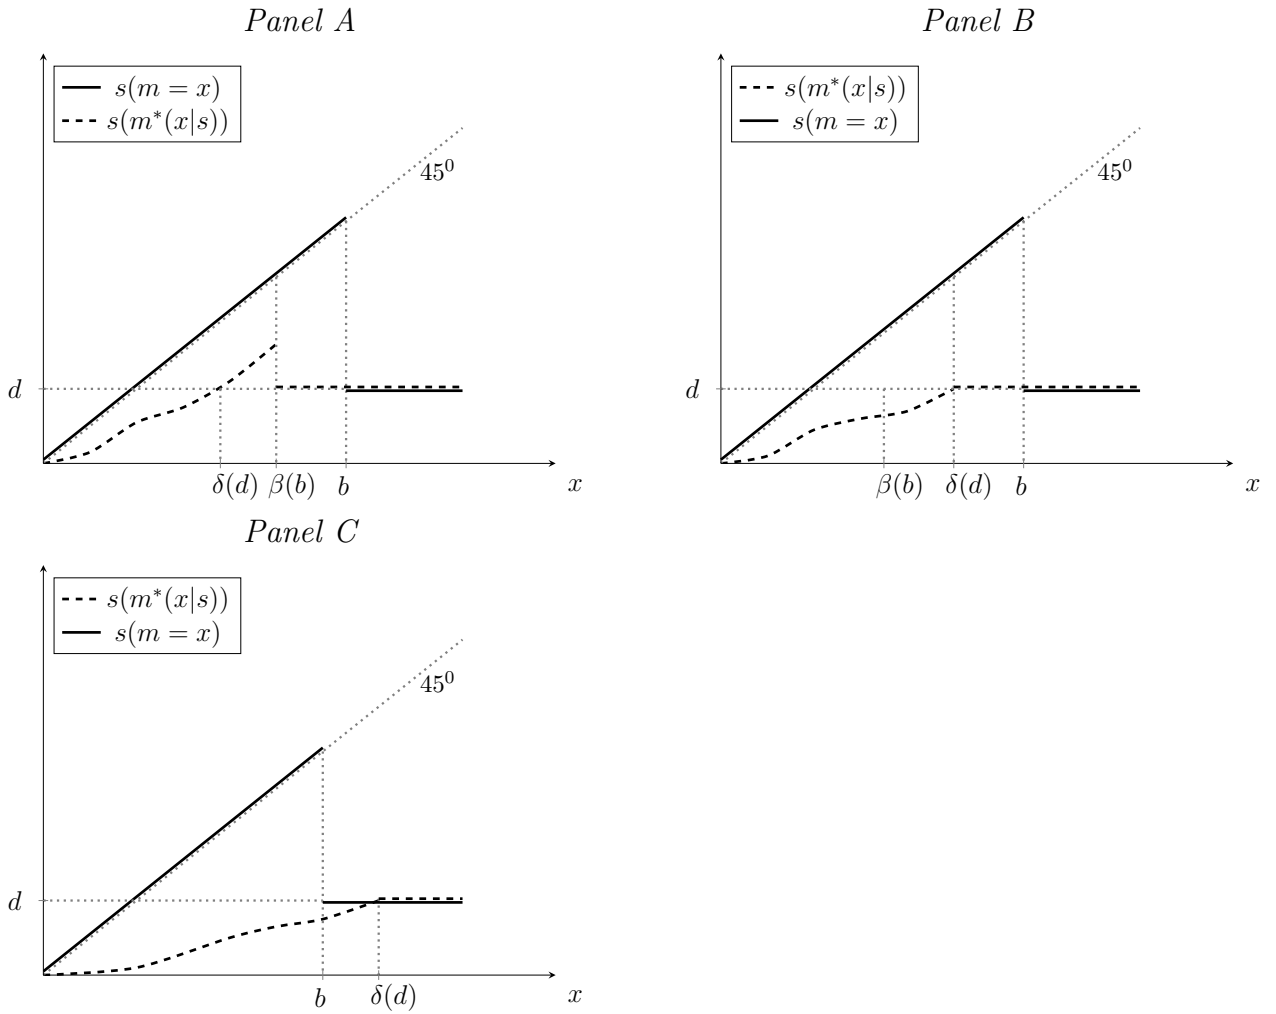 Panel A
s(m = x)
s(m*(x|s))
45⁰
d
δ(d) β(b) b x
Panel B
s(m*(x|s))
s(m = x)
45⁰
d
β(b) δ(d) b x
Panel C
s(m*(x|s))
s(m = x)
45⁰
d
b δ(d) x